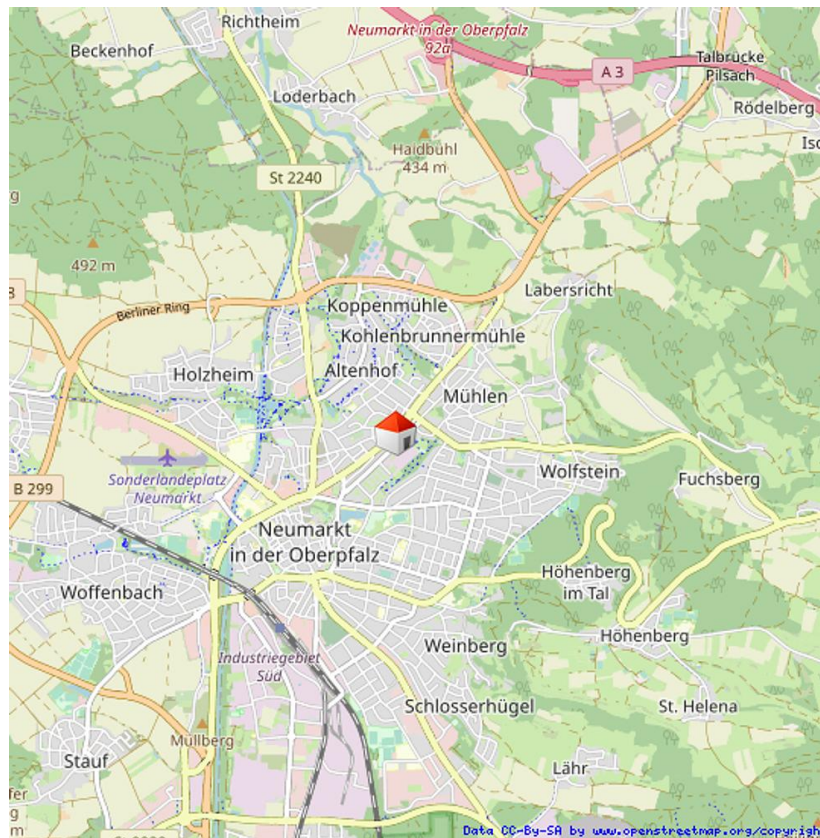 Richtheim
Neumarkt in der Oberpfalz
92a
Beckenhof
A 3
Talbrücke
Pilsach
Loderbach
Rödelberg
Haidbühl
434 m
St 2240
492 m
Labersricht
Berliner Ring
Koppenmühle
Kohlenbrunnermühle
Holzheim
Altenhof
Mühlen
Sonderlandeplatz
Neumarkt
Wolfstein
Fuchsberg
B 299
Neumarkt
in der Oberpfalz
Woffenbach
Höhenberg
im Tal
Höhenberg
Weinberg
Industriegebiet
Süd
Schlosserhügel
St. Helena
Müllberg
Stauf
Lähr
Data CC-By-SA by www.openstreetmap.org/copyrigh